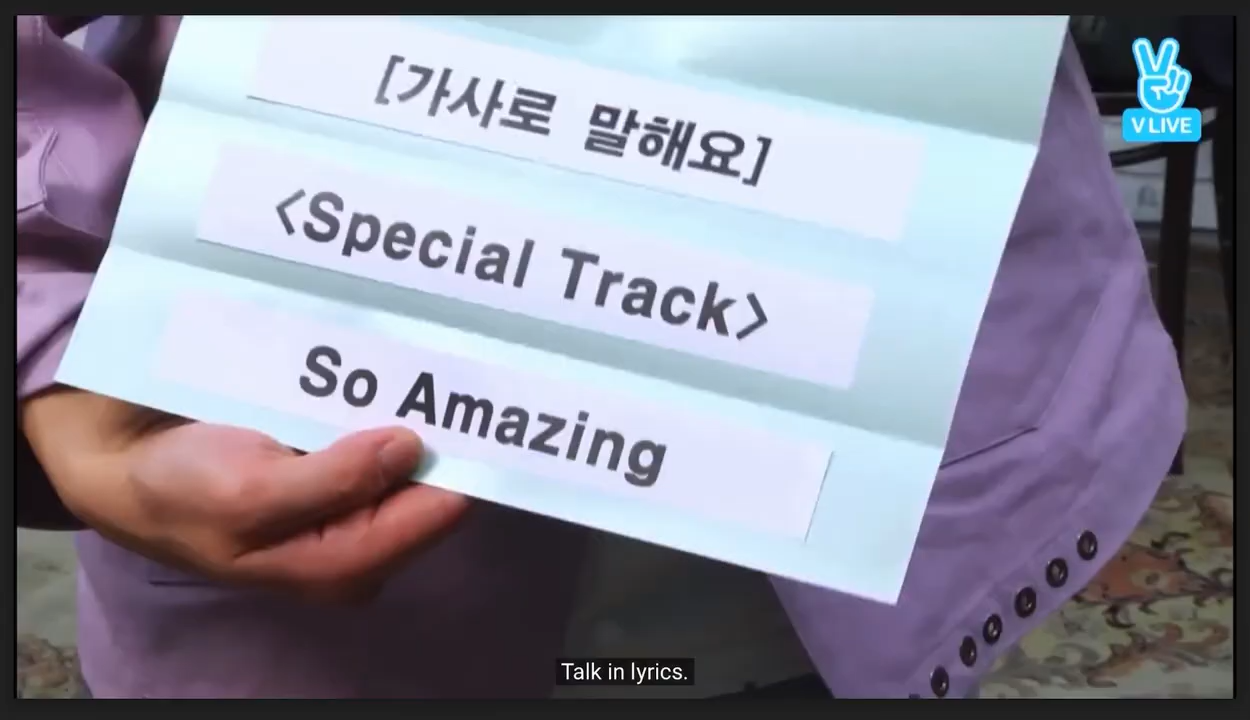 [가사로 말해요]
V LIVE
<Special Track>
So Amazing
Talk in lyrics.